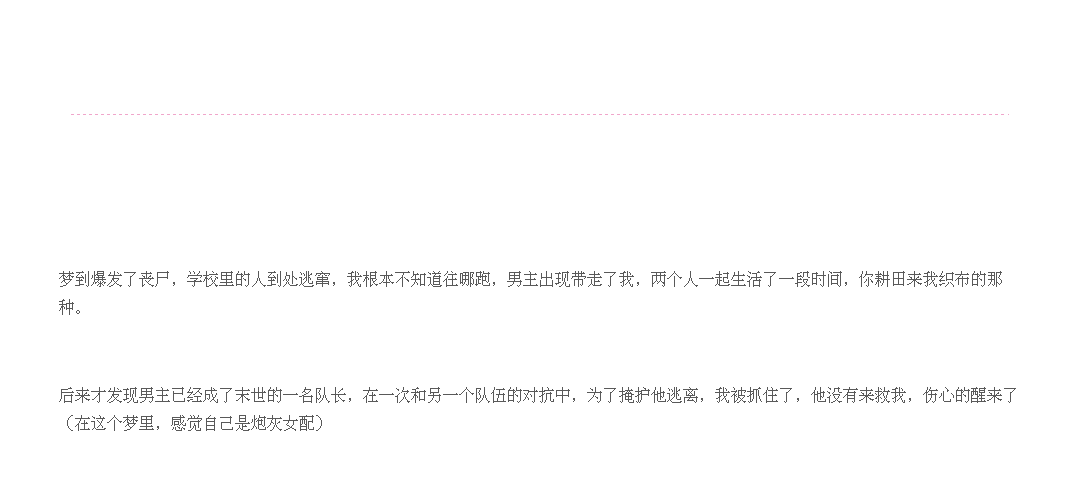 梦到爆发了丧尸，学校里的人到处逃窜，我根本不知道往哪跑，男主出现带走了我，两个人一起生活了一段时间，你耕田来我织布的那
种。
后来才发现男主已经成了末世的一名队长，在一次和另一个队伍的对抗中，为了掩护他逃离，我被抓住了，他没有来救我，伤心的醒来了
（在这个梦里，感觉自己是炮灰女配）